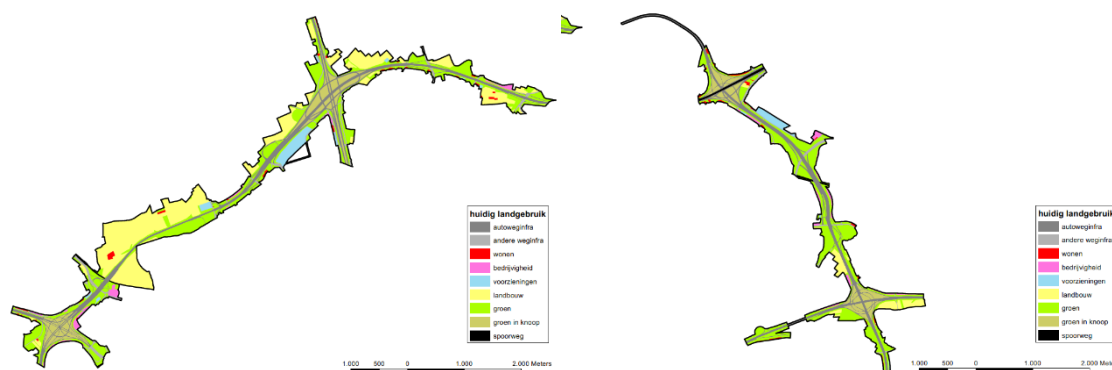 huidig landgebruik
autoweginfra
andere weginfra
wonen
bedrijvigheid
voorzieningen
landbouw
groen
groen in knoop
spoorweg
1.000 500 0 1.000 2.000 Meters
huidig landgebruik
autoweginfra
andere weginfra
wonen
bedrijvigheid
voorzieningen
landbouw
groen
groen in knoop
spoorweg
1.000 500 0 1.000 2.000 Meters